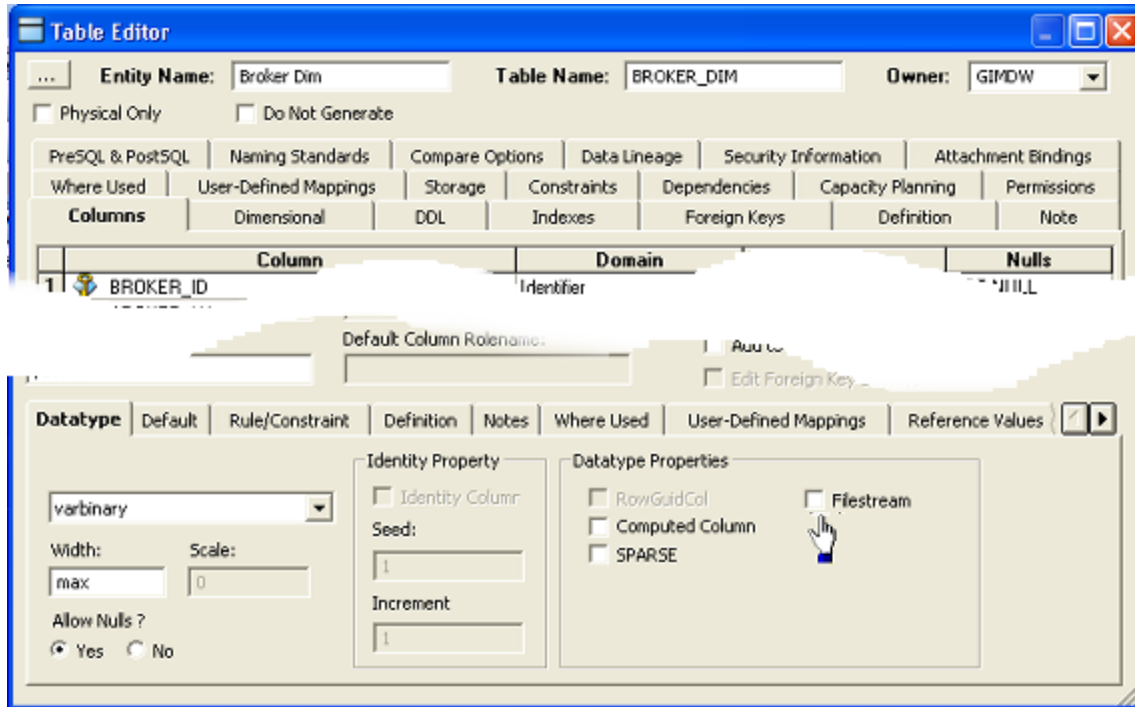 Table Editor
... Entity Name: Broker Dim Table Name: BROKER_DIM Owner: GIMDW
Physical Only Do Not Generate
PreSQL & PostSQL Naming Standards Compare Options Data Lineage Security Information Attachment Bindings
Where Used User-Defined Mappings Storage Constraints Dependencies Capacity Planning Permissions
Columns Dimensional DDL Indexes Foreign Keys Definition Note
Column Domain Nulls
1 BROKER_ID Identifier NULL
Default Column Rolename:
Add to
Edit Foreign Key
Datatype Default Rule/Constraint Definition Notes Where Used User-Defined Mappings Reference Values
Identity Property Datatype Properties
varbinary Identity Column RowGuidCol Filestream
Seed: Computed Column
Width: Scale: SPARSE
max 0 1
Increment
Allow Nulls ? 1
Yes No